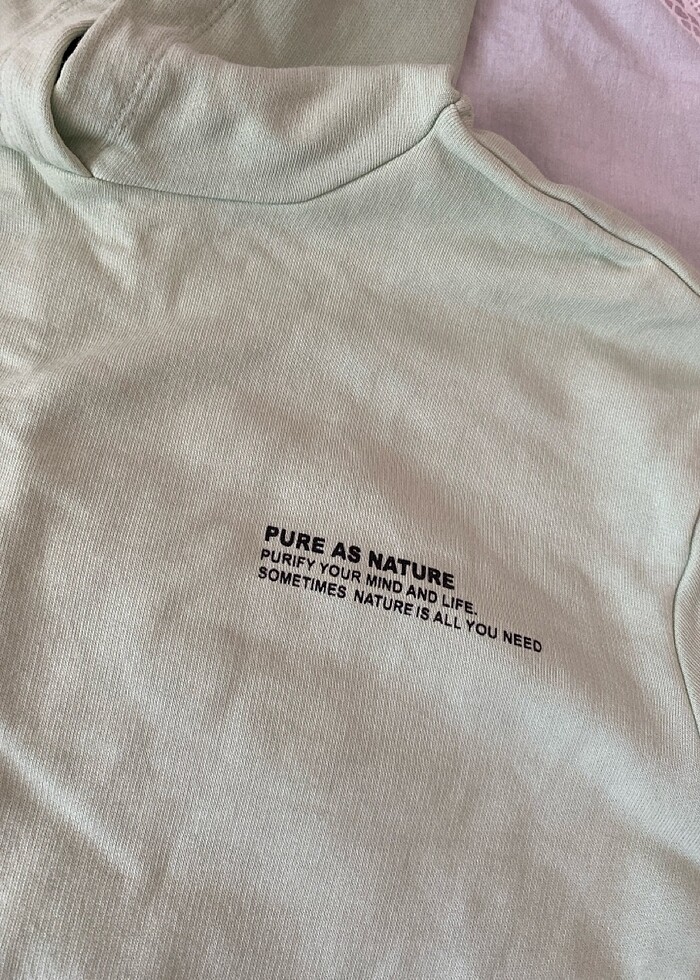 PURE AS NATURE
PURIFY YOUR MIND AND LIFE.
SOMETIMES NATURE IS ALL YOU NEED